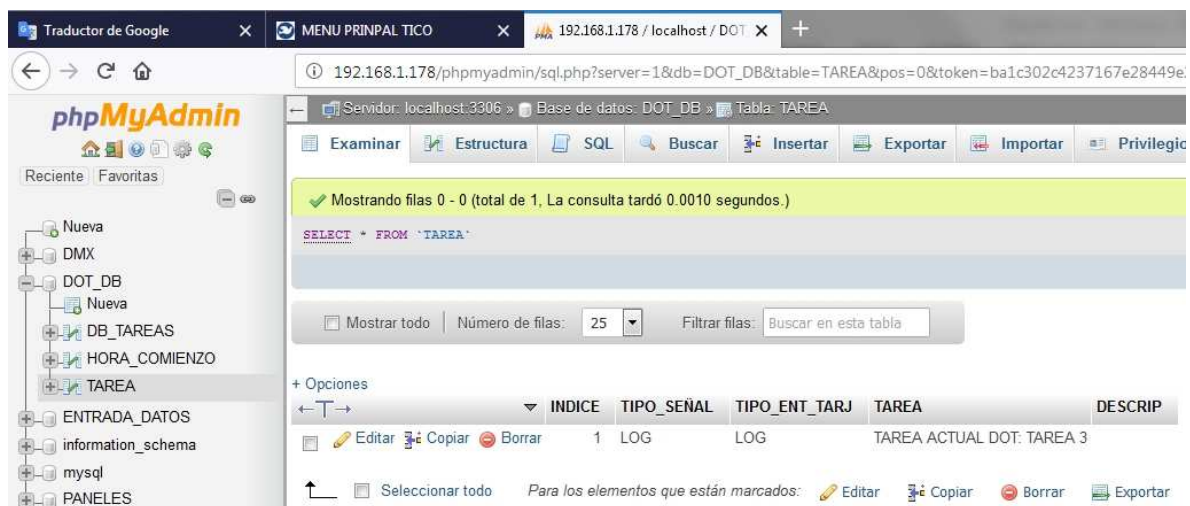 Traductor de Google
MENU PRINPAL TICO
192.168.1.178 / localhost / DOT
192.168.1.178/phpmyadmin/sql.php?server=1&db=DOT_DB&table=TAREA&pos=0&token=ba1c302c4237167e28449e
phpMyAdmin
Reciente Favoritas
Nueva
DMX
DOT_DB
Nueva
DB_TAREAS
HORA_COMIENZO
TAREA
ENTRADA_DATOS
information_schema
mysql
PANELES
Servidor: localhost:3306 » Base de datos: DOT_DB » Tabla: TAREA
Examinar Estructura SQL Buscar Insertar Exportar Importar Privilegio
Mostrando filas 0 - 0 (total de 1, La consulta tardó 0.0010 segundos.)
SELECT * FROM `TAREA`
Mostrar todo Número de filas: 25 Filtrar filas: Buscar en esta tabla
+ Opciones
←T→ INDICE TIPO_SEÑAL TIPO_ENT_TARJ TAREA DESCRIP
Editar Copiar Borrar 1 LOG LOG TAREA ACTUAL DOT: TAREA 3
Seleccionar todo Para los elementos que están marcados: Editar Copiar Borrar Exportar